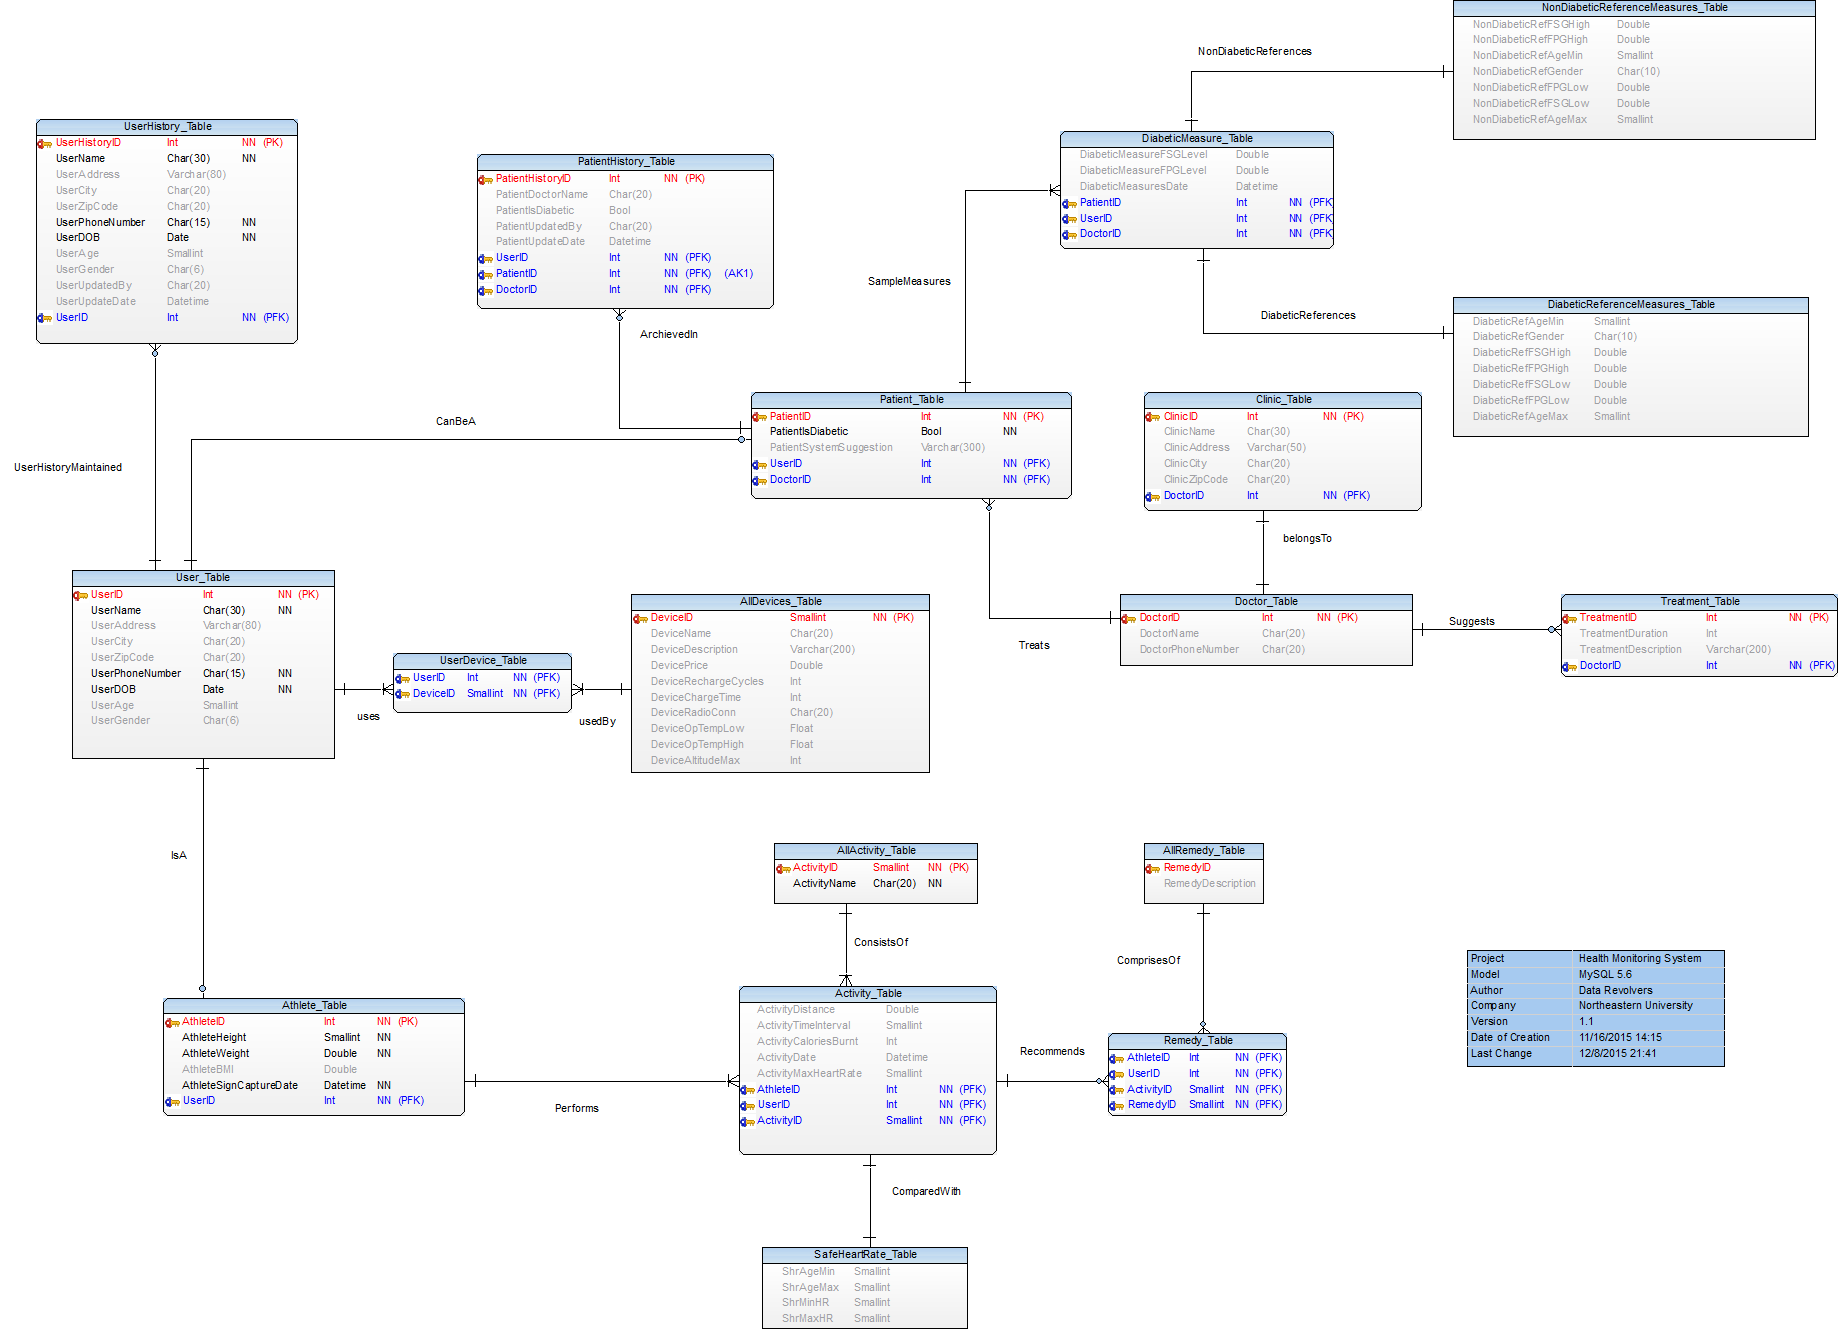 NonDiabeticReferenceMeasures_Table
NonDiabeticRefFSGHigh Double
NonDiabeticRefFPGHigh Double
NonDiabeticRefAgeMin Smallint
NonDiabeticRefGender Char(10)
NonDiabeticRefFPGLow Double
NonDiabeticRefFSGLow Double
NonDiabeticRefAgeMax Smallint
NonDiabeticReferences
UserHistory_Table
UserHistoryID Int NN (PK)
UserName Char(30) NN
UserAddress Varchar(80)
UserCity Char(20)
UserZipCode Char(20)
UserPhoneNumber Char(15) NN
UserDOB Date NN
UserAge Smallint
UserGender Char(6)
UserUpdatedBy Char(20)
UserUpdateDate Datetime
UserID Int NN (PFK)
PatientHistory_Table
PatientHistoryID Int NN (PK)
PatientDoctorName Char(20)
PatientIsDiabetic Bool
PatientUpdatedBy Char(20)
PatientUpdateDate Datetime
UserID Int NN (PFK)
PatientID Int NN (PFK) (AK1)
DoctorID Int NN (PFK)
DiabeticMeasure_Table
DiabeticMeasureFSGLevel Double
DiabeticMeasureFPGLevel Double
DiabeticMeasuresDate Datetime
PatientID Int NN (PFK
UserID Int NN (PFK
DoctorID Int NN (PFK
SampleMeasures
ArchievedIn
DiabeticReferences
DiabeticReferenceMeasures_Table
DiabeticRefAgeMin Smallint
DiabeticRefGender Char(10)
DiabeticRefFSGHigh Double
DiabeticRefFPGHigh Double
DiabeticRefFSGLow Double
DiabeticRefFPGLow Double
DiabeticRefAgeMax Smallint
Patient_Table
PatientID Int NN (PK)
PatientIsDiabetic Bool NN
PatientSystemSuggestion Varchar(300)
UserID Int NN (PFK)
DoctorID Int NN (PFK)
Clinic_Table
ClinicID Int NN (PK)
ClinicName Char(30)
ClinicAddress Varchar(50)
ClinicCity Char(20)
ClinicZipCode Char(20)
DoctorID Int NN (PFK)
CanBeA
UserHistoryMaintained
belongsTo
User_Table
UserID Int NN (PK)
UserName Char(30) NN
UserAddress Varchar(80)
UserCity Char(20)
UserZipCode Char(20)
UserPhoneNumber Char(15) NN
UserDOB Date NN
UserAge Smallint
UserGender Char(6)
uses
UserDevice_Table
UserID Int NN (PFK)
DeviceID Smallint NN (PFK)
usedBy
AllDevices_Table
DeviceID Smallint NN (PK)
DeviceName Char(20)
DeviceDescription Varchar(200)
DevicePrice Double
DeviceRechargeCycles Int
DeviceChargeTime Int
DeviceRadioConn Char(20)
DeviceOpTempLow Float
DeviceOpTempHigh Float
DeviceAltitudeMax Int
Treats
Doctor_Table
DoctorID Int NN (PK)
DoctorName Char(20)
DoctorPhoneNumber Char(20)
Suggests
Treatment_Table
TreatmentID Int NN (PK)
TreatmentDuration Int
TreatmentDescription Varchar(200)
DoctorID Int NN (PFK)
IsA
AllActivity_Table
ActivityID Smallint NN (PK)
ActivityName Char(20) NN
ConsistsOf
AllRemedy_Table
RemedyID
RemedyDescription
ComprisesOf
Project Health Monitoring System
Model MySQL 5.6
Author Data Revolvers
Company Northeastern University
Version 1.1
Date of Creation 11/16/2015 14:15
Last Change 12/8/2015 21:41
Athlete_Table
AthleteID Int NN (PK)
AthleteHeight Smallint NN
AthleteWeight Double NN
AthleteBMI Double
AthleteSignCaptureDate Datetime NN
UserID Int NN (PFK)
Performs
Activity_Table
ActivityDistance Double
ActivityTimeInterval Smallint
ActivityCaloriesBurnt Int
ActivityDate Datetime
ActivityMaxHeartRate Smallint
AthleteID Int NN (PFK)
UserID Int NN (PFK)
ActivityID Smallint NN (PFK)
Recommends
Remedy_Table
AthleteID Int NN (PFK)
UserID Int NN (PFK)
ActivityID Smallint NN (PFK)
RemedyID Smallint NN (PFK)
ComparedWith
SafeHeartRate_Table
ShrAgeMin Smallint
ShrAgeMax Smallint
ShrMinHR Smallint
ShrMaxHR Smallint